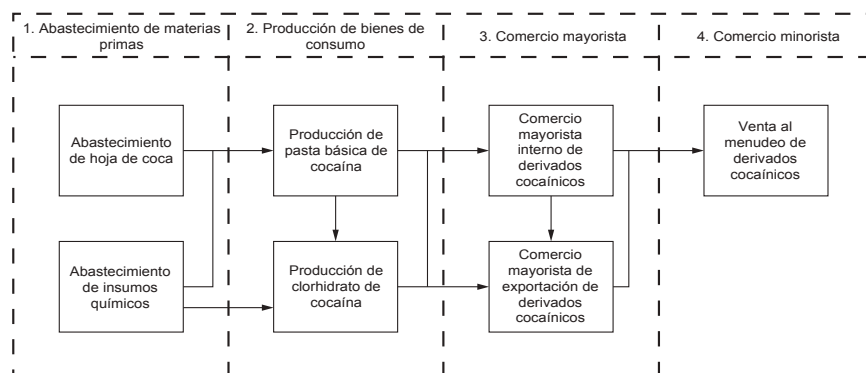 1. Abastecimiento de materias
primas
2. Producción de bienes de
consumo
3. Comercio mayorista
4. Comercio minorista
Abastecimiento
de hoja de coca
Producción de
pasta básica de
cocaína
Comercio
mayorista
interno de
derivados
cocaínicos
Venta al
menudeo de
derivados
cocaínicos
Abastecimiento
de insumos
químicos
Producción de
clorhidrato de
cocaína
Comercio
mayorista de
exportación de
derivados
cocaínicos